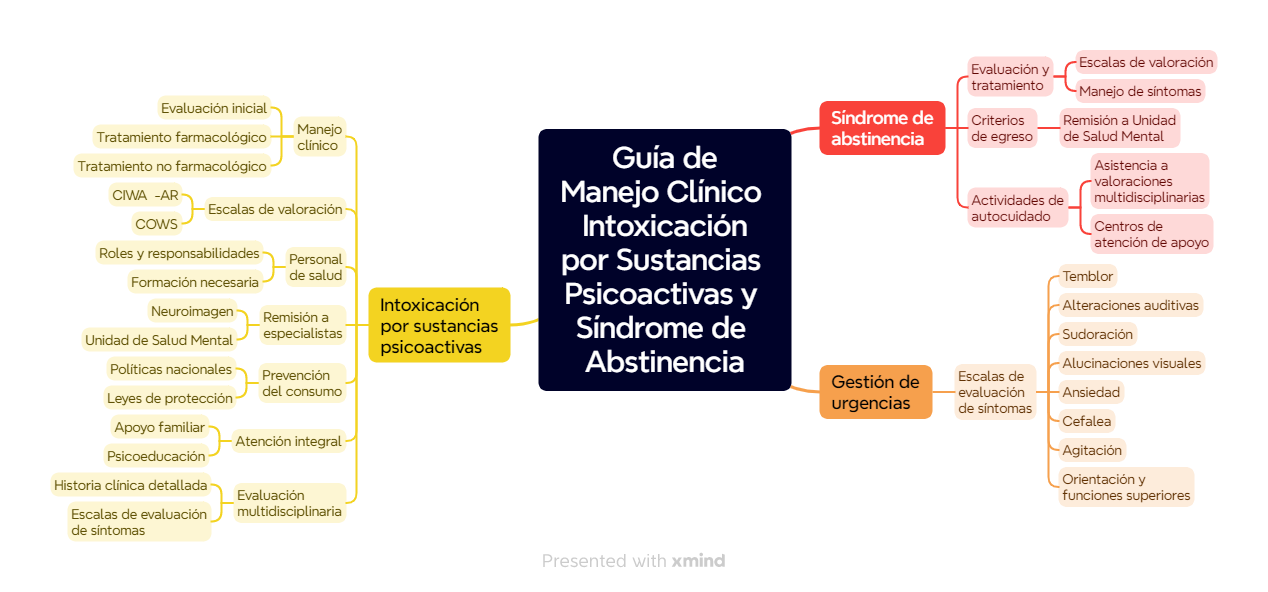 Guía de
Manejo Clínico
Intoxicación
por Sustancias
Psicoactivas y
Síndrome de
Abstinencia
Síndrome de
abstinencia
Evaluación y
tratamiento
Escalas de valoración
Manejo de síntomas
Criterios
de egreso
Remisión a Unidad
de Salud Mental
Actividades de
autocuidado
Asistencia a
valoraciones
multidisciplinarias
Centros de
atención de apoyo
Gestión de
urgencias
Escalas de
evaluación
de síntomas
Temblor
Alteraciones auditivas
Sudoración
Alucinaciones visuales
Ansiedad
Cefalea
Agitación
Orientación y
funciones superiores
Intoxicación
por sustancias
psicoactivas
Manejo
clínico
Evaluación inicial
Tratamiento farmacológico
Tratamiento no farmacológico
Escalas de valoración
CIWA -AR
COWS
Personal
de salud
Roles y responsabilidades
Formación necesaria
Remisión a
especialistas
Neuroimagen
Unidad de Salud Mental
Prevención
del consumo
Políticas nacionales
Leyes de protección
Atención integral
Apoyo familiar
Psicoeducación
Evaluación
multidisciplinaria
Historia clínica detallada
Escalas de evaluación
de síntomas
Presented with xmind